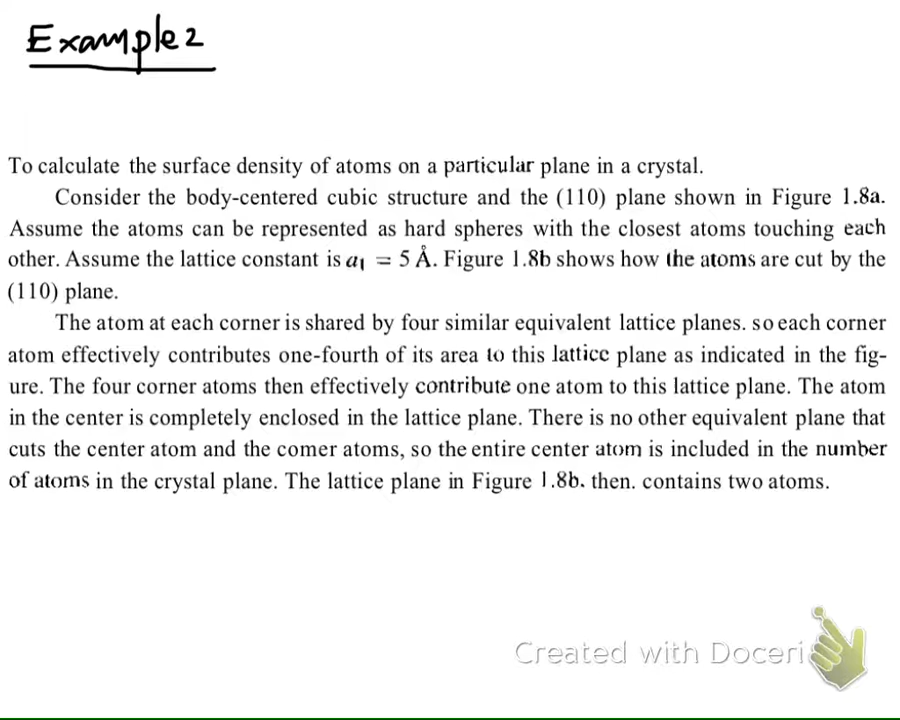 Example 2
To calculate the surface density of atoms on a particular plane in a crystal.
Consider the body-centered cubic structure and the (110) plane shown in Figure 1.8a.
Assume the atoms can be represented as hard spheres with the closest atoms touching each
other. Assume the lattice constant is a₁ = 5 Å. Figure 1.8b shows how the atoms are cut by the
(110) plane.
The atom at each corner is shared by four similar equivalent lattice planes. so each corner
atom effectively contributes one-fourth of its area to this lattice plane as indicated in the fig-
ure. The four corner atoms then effectively contribute one atom to this lattice plane. The atom
in the center is completely enclosed in the lattice plane. There is no other equivalent plane that
cuts the center atom and the comer atoms, so the entire center atom is included in the number
of atoms in the crystal plane. The lattice plane in Figure 1.8b. then. contains two atoms.
Created with Doceri